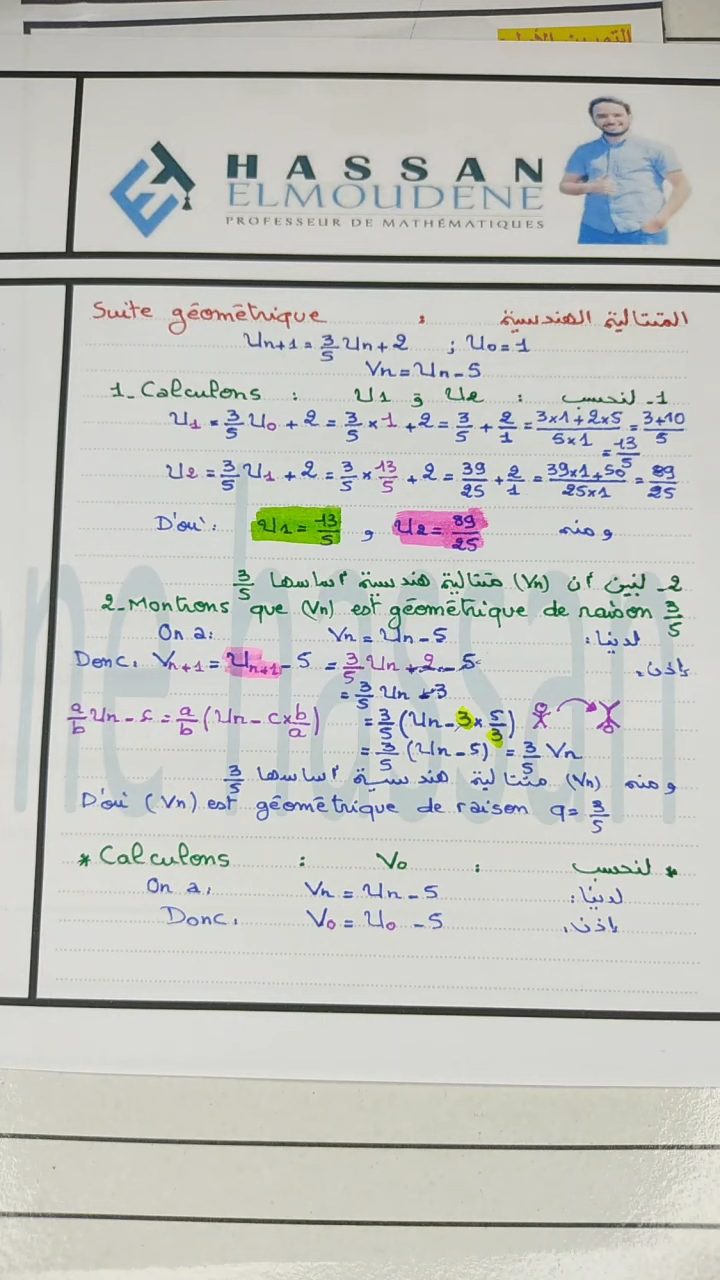 التمرين الأول
HASSAN
ELMOUDENE
PROFESSEUR DE MATHÉMATIQUES
Suite géométrique : المتتالية الهندسية
Un+1 = 3/5 Un + 2 ; U0 = 1
Vn = Un - 5
1_ Calculons : U1 و U2 : 1- لنحسب
U1 = 3/5 U0 + 2 = 3/5 × 1 + 2 = 3/5 + 2/1 = (3×1+2×5)/(5×1) = (3+10)/5
= 13/5
U2 = 3/5 U1 + 2 = 3/5 × 13/5 + 2 = 39/25 + 2/1 = (39×1+50)/(25×1) = 89/25
D'où: U1 = 13/5 و U2 = 89/25 ومنه
2- لنبين أن (Vn) متتالية هندسية أساسها 3/5
2_Montrons que (Vn) est géométrique de raison 3/5
On a: Vn = Un - 5 لدينا:
Donc: Vn+1 = Un+1 - 5 = 3/5 Un + 2 - 5 إذن:
= 3/5 Un - 3
a/b Un - c = a/b (Un - c × b/a) = 3/5 (Un - 3 × 5/3)
= 3/5 (Un - 5) = 3/5 Vn
ومنه (Vn) متتالية هندسية أساسها 3/5
D'où (Vn) est géométrique de raison q = 3/5
* Calculons : V0 : لنحسب *
On a: Vn = Un - 5 لدينا:
Donc: V0 = U0 - 5 إذن:
ne hassan